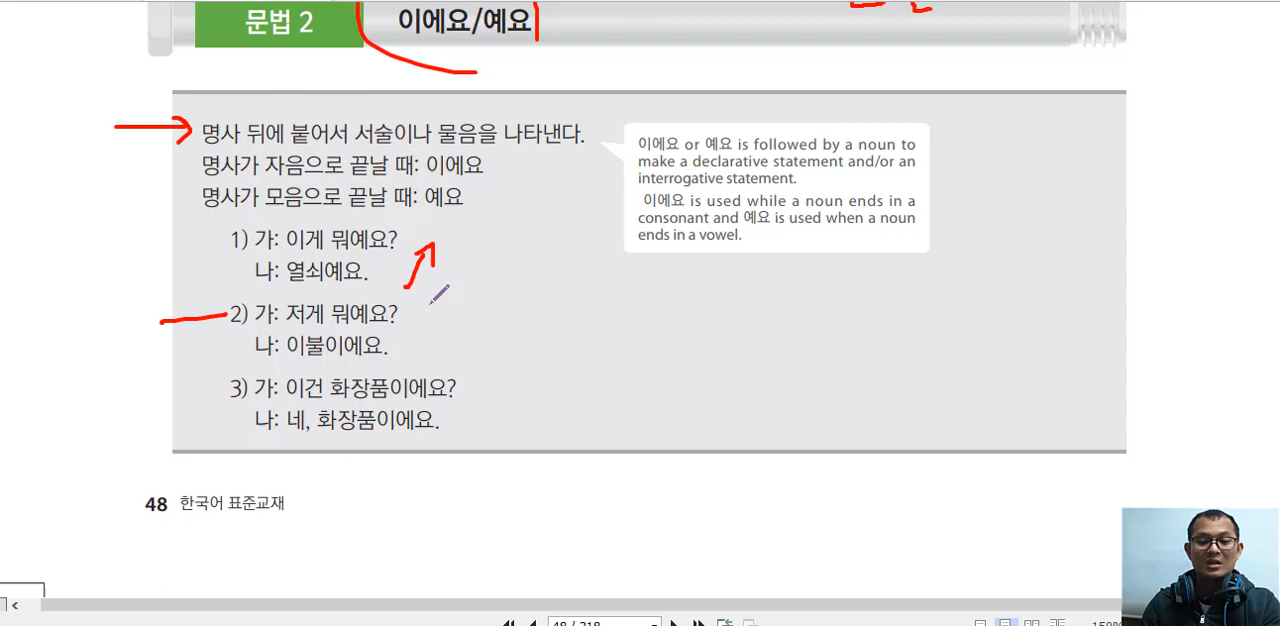 문법 2
이에요/예요
명사 뒤에 붙어서 서술이나 물음을 나타낸다.
명사가 자음으로 끝날 때: 이에요
명사가 모음으로 끝날 때: 예요
1) 가: 이게 뭐예요?
나: 열쇠예요.
2) 가: 저게 뭐예요?
나: 이불이에요.
3) 가: 이건 화장품이에요?
나: 네, 화장품이에요.
이에요 or 예요 is followed by a noun to
make a declarative statement and/or an
interrogative statement.
이에요 is used while a noun ends in a
consonant and 예요 is used when a noun
ends in a vowel.
48 한국어 표준교재
48 / 318
150%